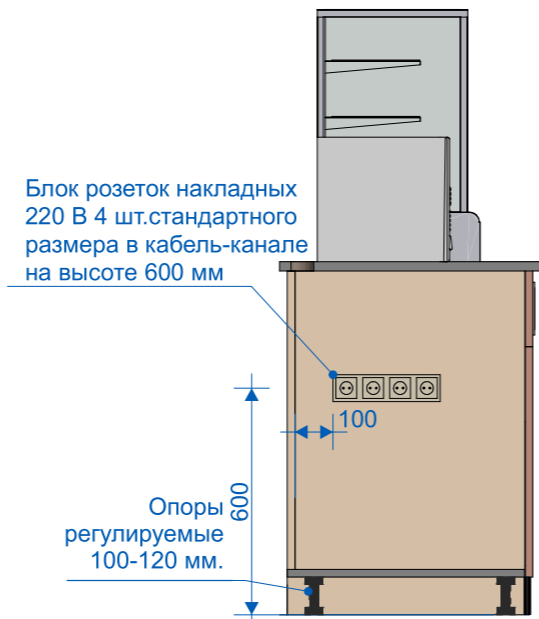 Блок розеток накладных
220 В 4 шт.стандартного
размера в кабель-канале
на высоте 600 мм
100
600
Опоры
регулируемые
100-120 мм.